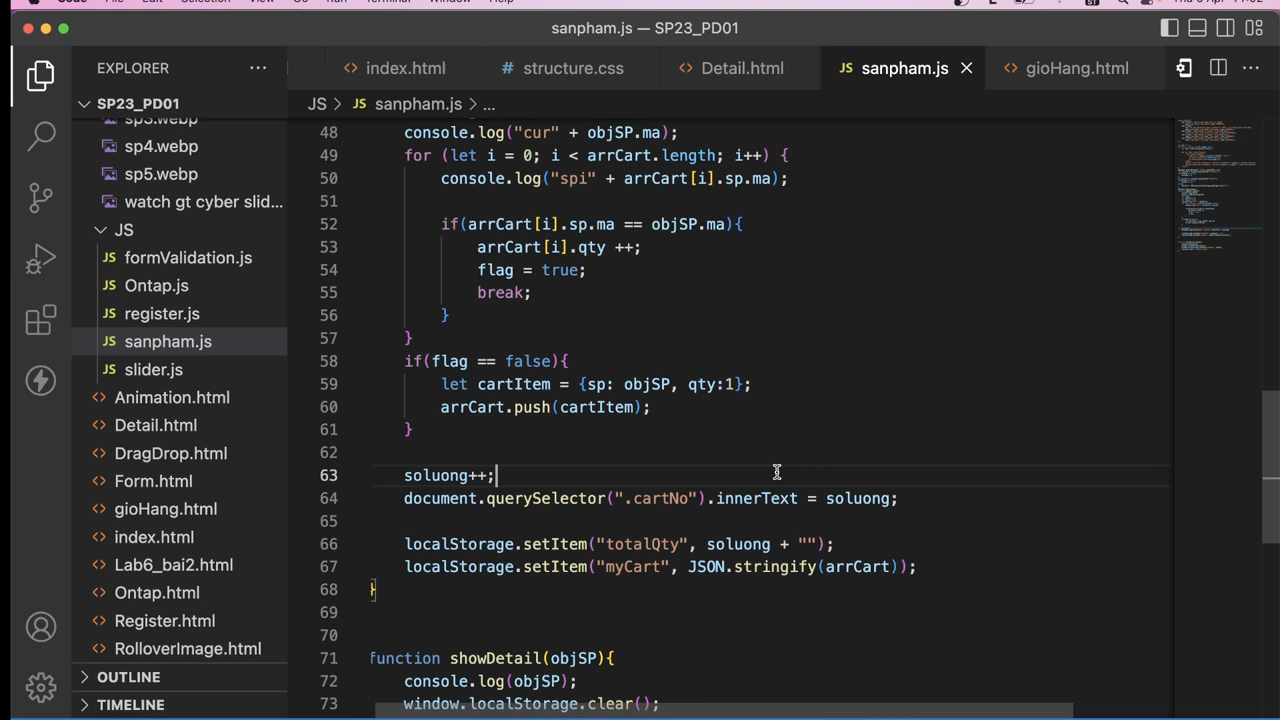 sanpham.js — SP23_PD01
EXPLORER
index.html
structure.css
Detail.html
sanpham.js
gioHang.html
SP23_PD01
JS > sanpham.js > ...
sp3.webp
sp4.webp
sp5.webp
watch gt cyber slid...
JS
formValidation.js
Ontap.js
register.js
sanpham.js
slider.js
Animation.html
Detail.html
DragDrop.html
Form.html
gioHang.html
index.html
Lab6_bai2.html
Ontap.html
Register.html
RolloverImage.html
OUTLINE
TIMELINE
48 console.log("cur" + objSP.ma);
49 for (let i = 0; i < arrCart.length; i++) {
50 console.log("spi" + arrCart[i].sp.ma);
51
52 if(arrCart[i].sp.ma == objSP.ma){
53 arrCart[i].qty ++;
54 flag = true;
55 break;
56 }
57 }
58 if(flag == false){
59 let cartItem = {sp: objSP, qty:1};
60 arrCart.push(cartItem);
61 }
62
63 soluong++;
64 document.querySelector(".cartNo").innerText = soluong;
65
66 localStorage.setItem("totalQty", soluong + "");
67 localStorage.setItem("myCart", JSON.stringify(arrCart));
68 }
69
70
71 function showDetail(objSP){
72 console.log(objSP);
73 window.localStorage.clear();